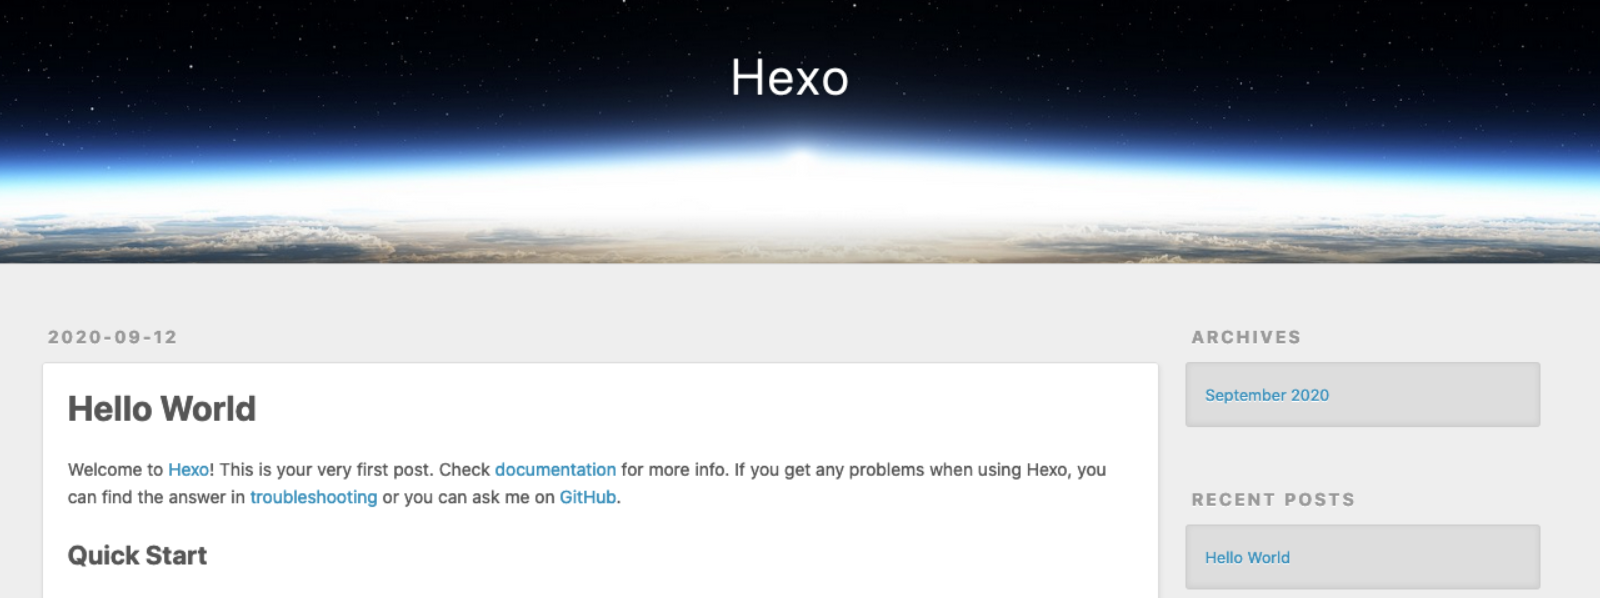 Hexo
2020-09-12
Hello World
Welcome to Hexo! This is your very first post. Check documentation for more info. If you get any problems when using Hexo, you
can find the answer in troubleshooting or you can ask me on GitHub.
Quick Start
ARCHIVES
September 2020
RECENT POSTS
Hello World